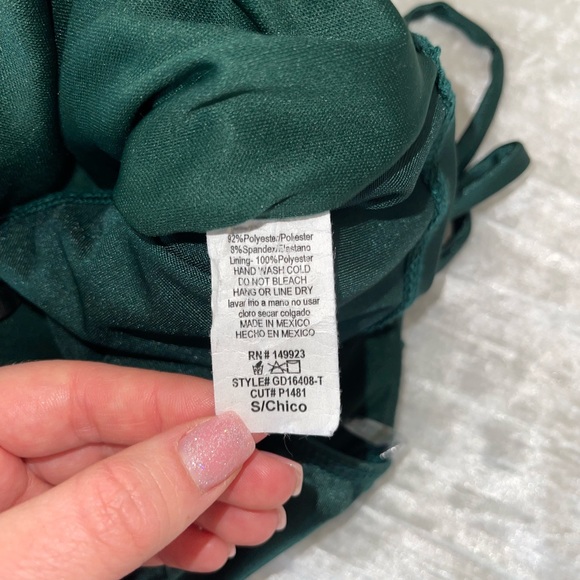 92%Polyester/Poliester
8%Spandex/Elastano
Lining- 100%Polyester
HAND WASH COLD
DO NOT BLEACH
HANG OR LINE DRY
lavar frio a mano no usar
cloro secar colgado
MADE IN MEXICO
HECHO EN MEXICO
RN# 149923
STYLE# GD16408-T
CUT# P1481
S/Chico